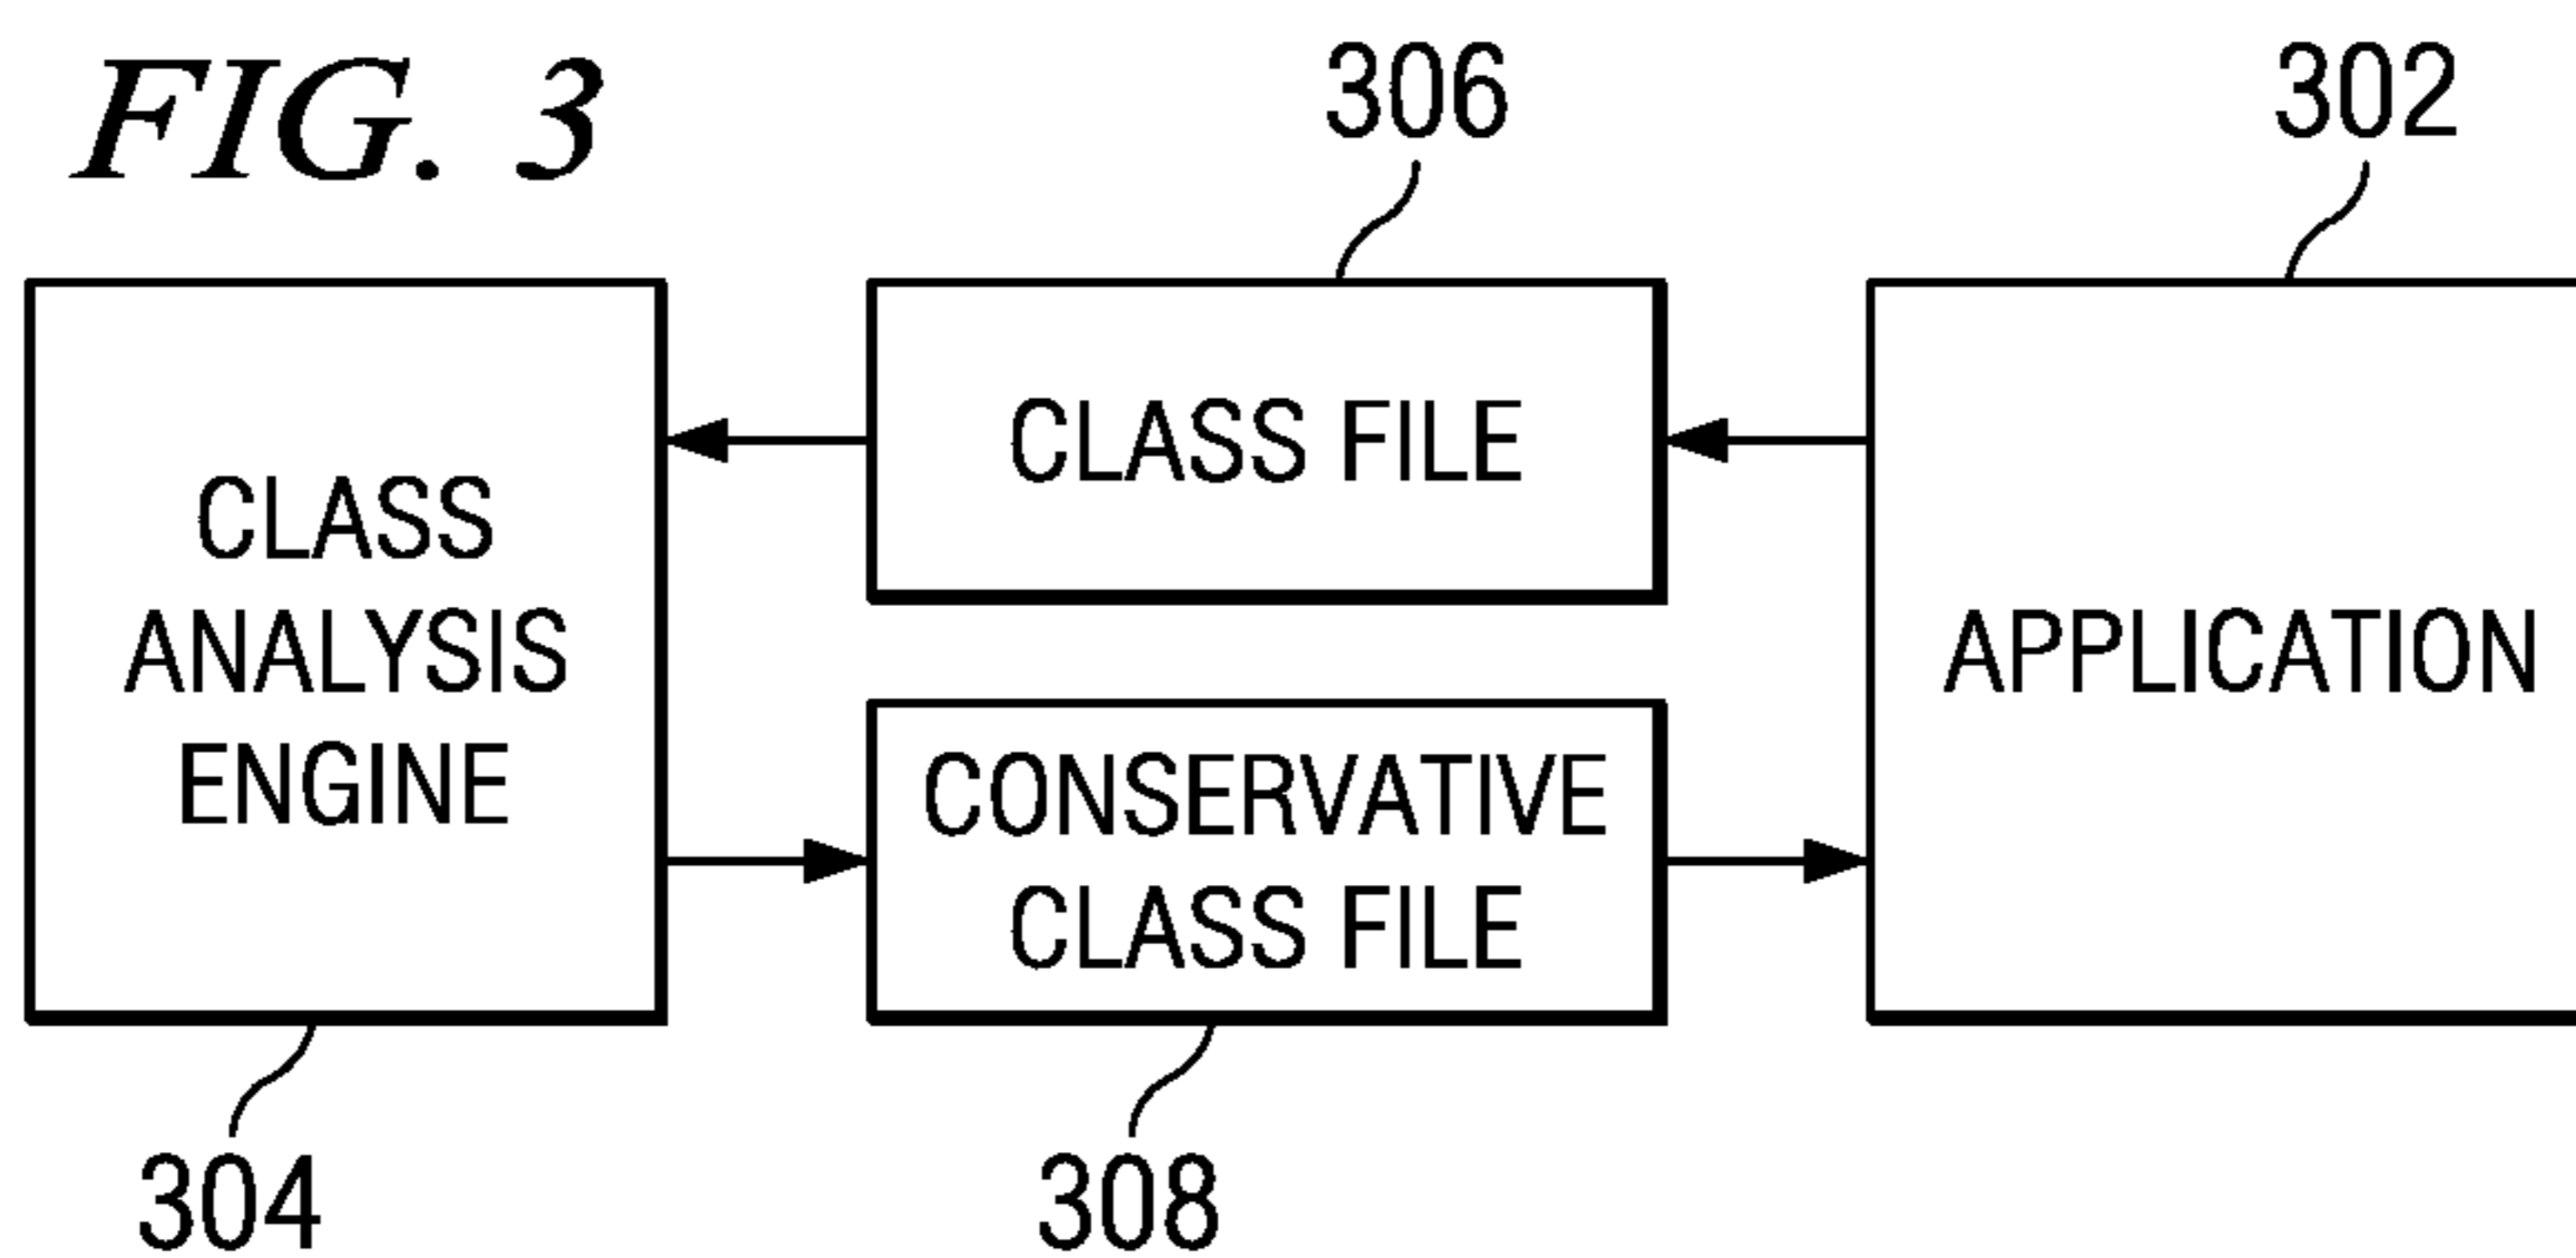 FIG. 3
306
302
CLASS
ANALYSIS
ENGINE
CLASS FILE
CONSERVATIVE
CLASS FILE
APPLICATION
304
308